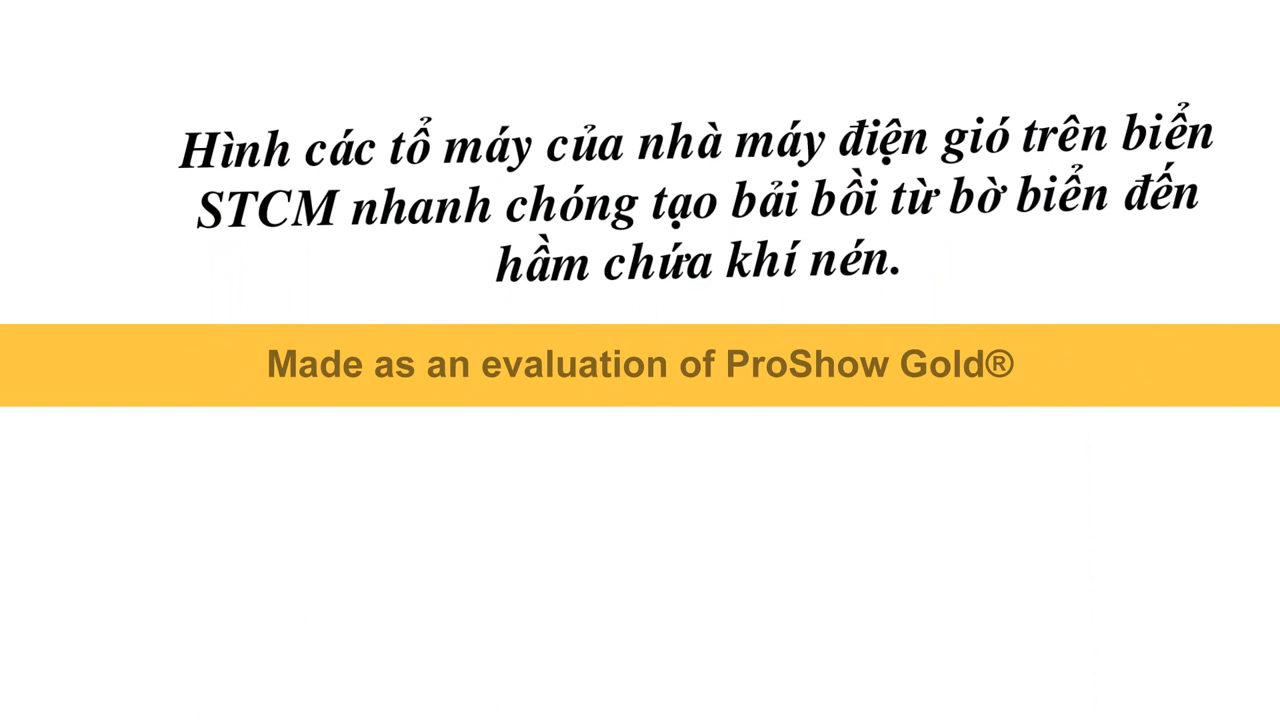 Hình các tổ máy của nhà máy điện gió trên biển
STCM nhanh chóng tạo bải bồi từ bờ biển đến
hầm chứa khí nén.
Made as an evaluation of ProShow Gold®